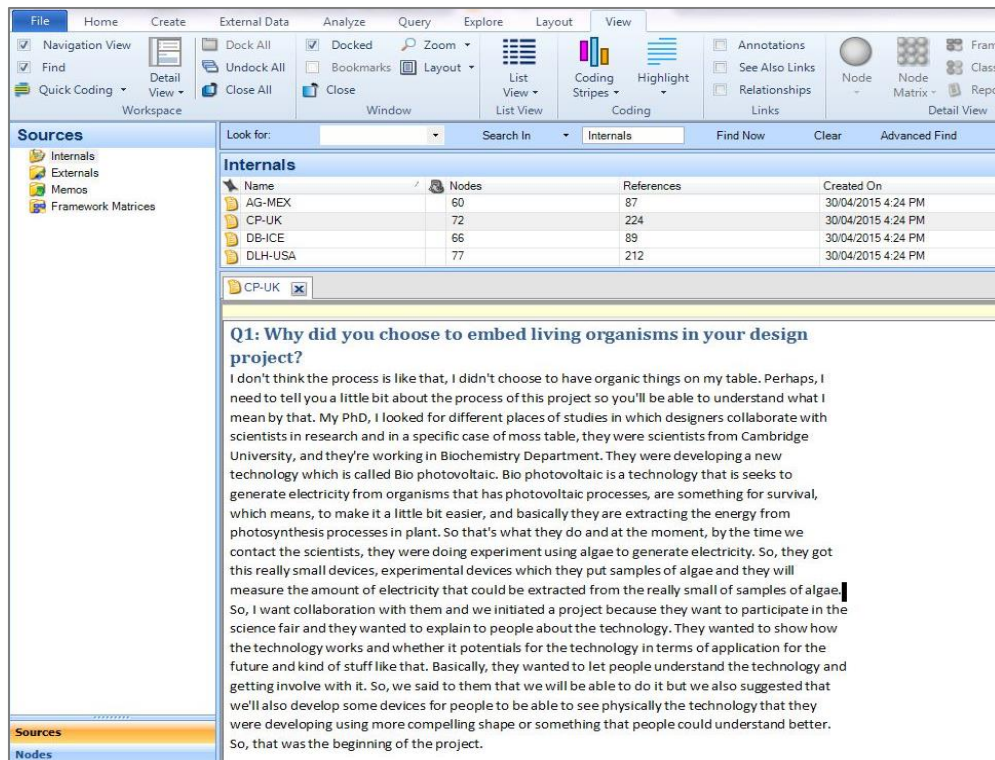 File Home Create External Data Analyze Query Explore Layout View
Navigation View Dock All Docked Zoom Annotations
Find Undock All Bookmarks Layout See Also Links
Quick Coding Detail View Close All Close List View Coding Stripes Highlight Relationships Node Node Matrix
Workspace Window List View Coding Links Detail View
Sources
Internals
Externals
Memos
Framework Matrices
Look for: Search In Internals Find Now Clear Advanced Find
Internals
Name Nodes References Created On
AG-MEX 60 87 30/04/2015 4:24 PM
CP-UK 72 224 30/04/2015 4:24 PM
DB-ICE 66 89 30/04/2015 4:24 PM
DLH-USA 77 212 30/04/2015 4:24 PM
CP-UK
Q1: Why did you choose to embed living organisms in your design
project?
I don't think the process is like that, I didn't choose to have organic things on my table. Perhaps, I
need to tell you a little bit about the process of this project so you'll be able to understand what I
mean by that. My PhD, I looked for different places of studies in which designers collaborate with
scientists in research and in a specific case of moss table, they were scientists from Cambridge
University, and they're working in Biochemistry Department. They were developing a new
technology which is called Bio photovoltaic. Bio photovoltaic is a technology that is seeks to
generate electricity from organisms that has photovoltaic processes, are something for survival,
which means, to make it a little bit easier, and basically they are extracting the energy from
photosynthesis processes in plant. So that's what they do and at the moment, by the time we
contact the scientists, they were doing experiment using algae to generate electricity. So, they got
this really small devices, experimental devices which they put samples of algae and they will
measure the amount of electricity that could be extracted from the really small of samples of algae.
So, I want collaboration with them and we initiated a project because they want to participate in the
science fair and they wanted to explain to people about the technology. They wanted to show how
the technology works and whether it potentials for the technology in terms of application for the
future and kind of stuff like that. Basically, they wanted to let people understand the technology and
getting involve with it. So, we said to them that we will be able to do it but we also suggested that
we'll also develop some devices for people to be able to see physically the technology that they
were developing using more compelling shape or something that people could understand better.
So, that was the beginning of the project.
Sources
Nodes